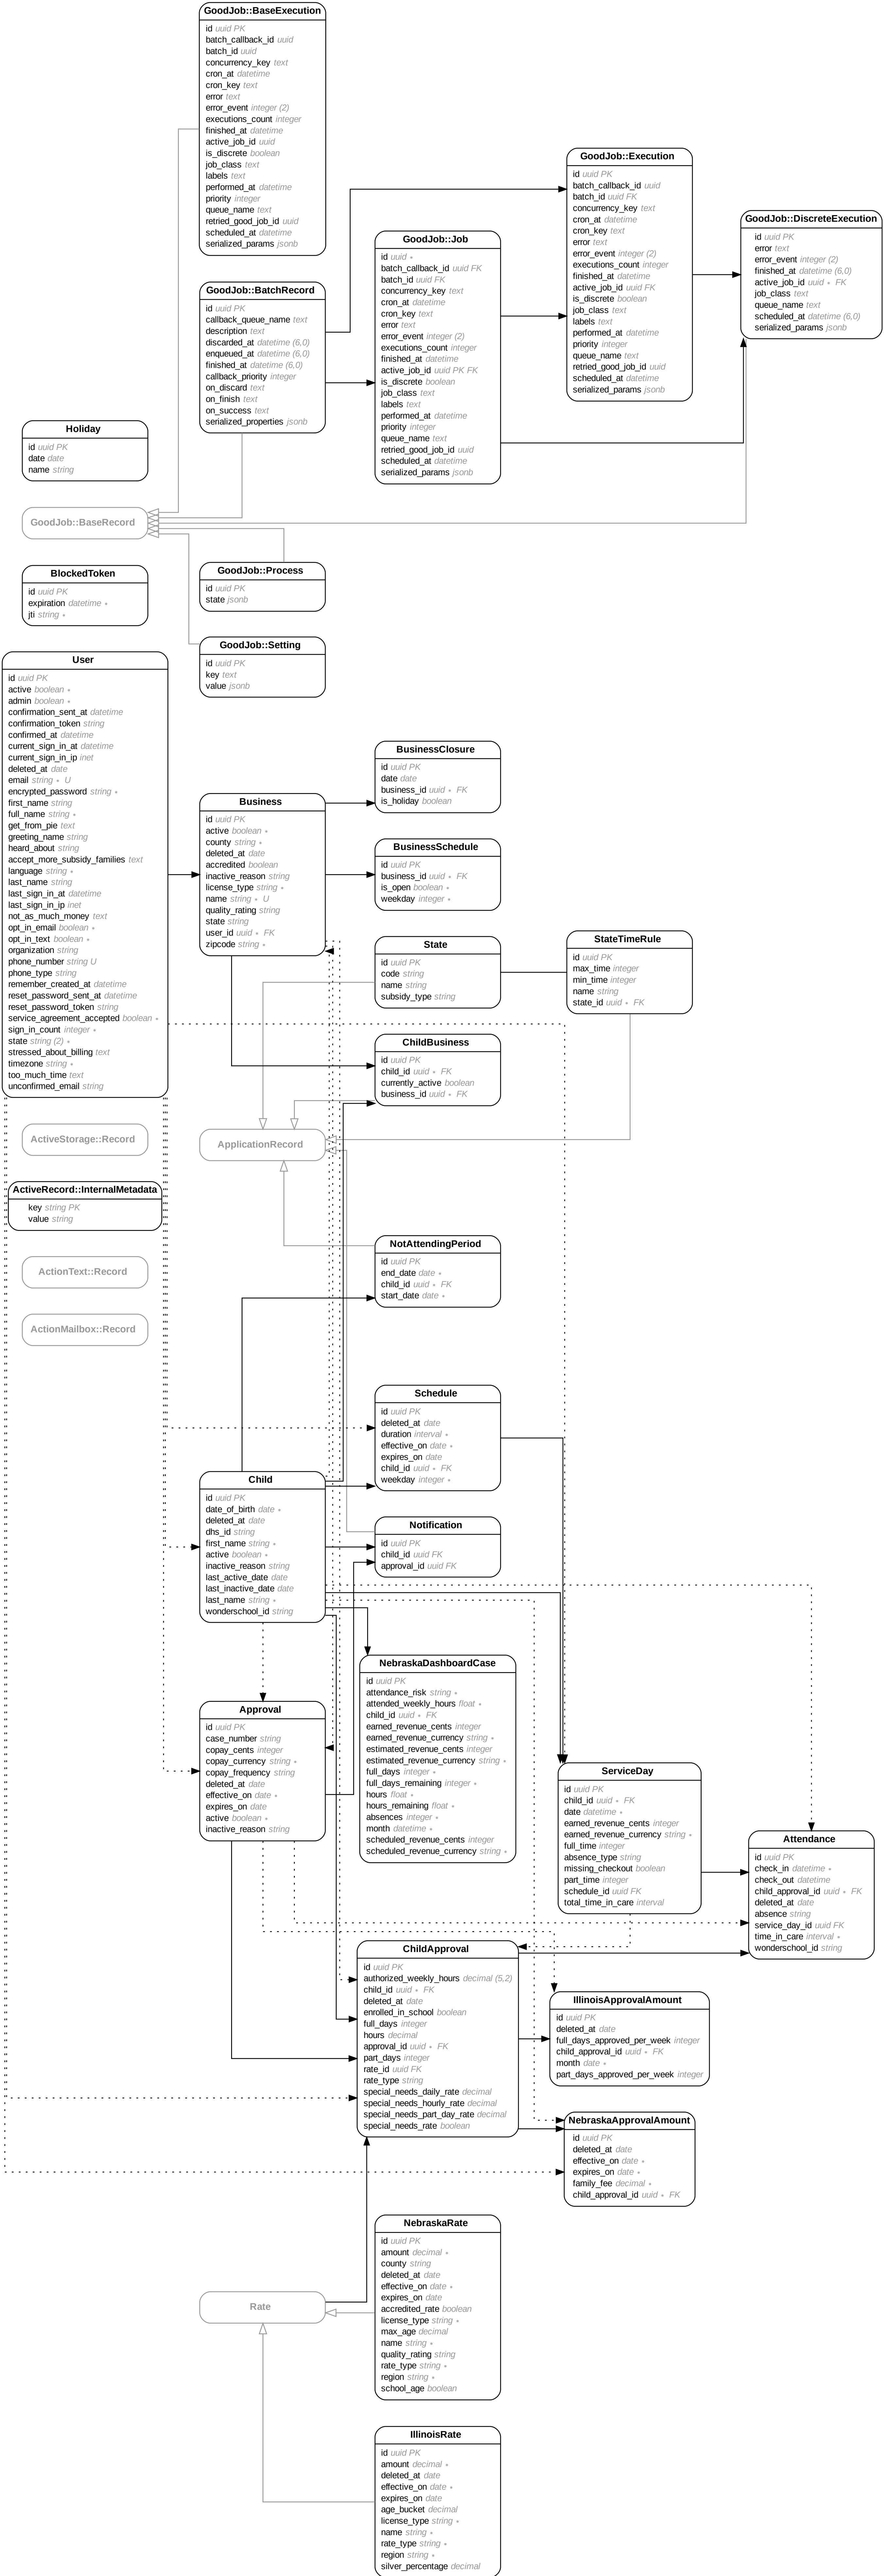 GoodJob::BaseExecution
id uuid PK
batch_callback_id uuid
batch_id uuid
concurrency_key text
cron_at datetime
cron_key text
error text
error_event integer (2)
executions_count integer
finished_at datetime
active_job_id uuid
is_discrete boolean
job_class text
labels text
performed_at datetime
priority integer
queue_name text
retried_good_job_id uuid
scheduled_at datetime
serialized_params jsonb
GoodJob::Execution
id uuid PK
batch_callback_id uuid
batch_id uuid FK
concurrency_key text
cron_at datetime
cron_key text
error text
error_event integer (2)
executions_count integer
finished_at datetime
active_job_id uuid FK
is_discrete boolean
job_class text
labels text
performed_at datetime
priority integer
queue_name text
retried_good_job_id uuid
scheduled_at datetime
serialized_params jsonb
GoodJob::DiscreteExecution
id uuid PK
error text
error_event integer (2)
finished_at datetime (6,0)
active_job_id uuid ∗ FK
job_class text
queue_name text
scheduled_at datetime (6,0)
serialized_params jsonb
GoodJob::Job
id uuid ∗
batch_callback_id uuid FK
batch_id uuid FK
concurrency_key text
cron_at datetime
cron_key text
error text
error_event integer (2)
executions_count integer
finished_at datetime
active_job_id uuid PK FK
is_discrete boolean
job_class text
labels text
performed_at datetime
priority integer
queue_name text
retried_good_job_id uuid
scheduled_at datetime
serialized_params jsonb
GoodJob::BatchRecord
id uuid PK
callback_queue_name text
description text
discarded_at datetime (6,0)
enqueued_at datetime (6,0)
finished_at datetime (6,0)
callback_priority integer
on_discard text
on_finish text
on_success text
serialized_properties jsonb
Holiday
id uuid PK
date date
name string
GoodJob::BaseRecord
BlockedToken
id uuid PK
expiration datetime ∗
jti string ∗
GoodJob::Process
id uuid PK
state jsonb
GoodJob::Setting
id uuid PK
key text
value jsonb
User
id uuid PK
active boolean ∗
admin boolean ∗
confirmation_sent_at datetime
confirmation_token string
confirmed_at datetime
current_sign_in_at datetime
current_sign_in_ip inet
deleted_at date
email string ∗ U
encrypted_password string ∗
first_name string
full_name string ∗
get_from_pie text
greeting_name string
heard_about string
accept_more_subsidy_families text
language string ∗
last_name string
last_sign_in_at datetime
last_sign_in_ip inet
not_as_much_money text
opt_in_email boolean ∗
opt_in_text boolean ∗
organization string
phone_number string U
phone_type string
remember_created_at datetime
reset_password_sent_at datetime
reset_password_token string
service_agreement_accepted boolean ∗
sign_in_count integer ∗
state string (2) ∗
stressed_about_billing text
timezone string ∗
too_much_time text
unconfirmed_email string
BusinessClosure
id uuid PK
date date
business_id uuid ∗ FK
is_holiday boolean
Business
id uuid PK
active boolean ∗
county string ∗
deleted_at date
accredited boolean
inactive_reason string
license_type string ∗
name string ∗ U
quality_rating string
state string
user_id uuid ∗ FK
zipcode string ∗
BusinessSchedule
id uuid PK
business_id uuid ∗ FK
is_open boolean ∗
weekday integer ∗
State
id uuid PK
code string
name string
subsidy_type string
StateTimeRule
id uuid PK
max_time integer
min_time integer
name string
state_id uuid ∗ FK
ChildBusiness
id uuid PK
child_id uuid ∗ FK
currently_active boolean
business_id uuid ∗ FK
ActiveStorage::Record
ApplicationRecord
ActiveRecord::InternalMetadata
key string PK
value string
ActionText::Record
ActionMailbox::Record
NotAttendingPeriod
id uuid PK
end_date date ∗
child_id uuid ∗ FK
start_date date ∗
Schedule
id uuid PK
deleted_at date
duration interval ∗
effective_on date ∗
expires_on date
child_id uuid ∗ FK
weekday integer ∗
Child
id uuid PK
date_of_birth date ∗
deleted_at date
dhs_id string
first_name string ∗
active boolean ∗
inactive_reason string
last_active_date date
last_inactive_date date
last_name string ∗
wonderschool_id string
Notification
id uuid PK
child_id uuid FK
approval_id uuid FK
NebraskaDashboardCase
id uuid PK
attendance_risk string ∗
attended_weekly_hours float ∗
child_id uuid ∗ FK
earned_revenue_cents integer
earned_revenue_currency string ∗
estimated_revenue_cents integer
estimated_revenue_currency string ∗
full_days integer ∗
full_days_remaining integer ∗
hours float ∗
hours_remaining float ∗
absences integer ∗
month datetime ∗
scheduled_revenue_cents integer
scheduled_revenue_currency string ∗
Approval
id uuid PK
case_number string
copay_cents integer
copay_currency string ∗
copay_frequency string
deleted_at date
effective_on date ∗
expires_on date
active boolean ∗
inactive_reason string
ServiceDay
id uuid PK
child_id uuid ∗ FK
date datetime ∗
earned_revenue_cents integer
earned_revenue_currency string ∗
full_time integer
absence_type string
missing_checkout boolean
part_time integer
schedule_id uuid FK
total_time_in_care interval
Attendance
id uuid PK
check_in datetime ∗
check_out datetime
child_approval_id uuid ∗ FK
deleted_at date
absence string
service_day_id uuid FK
time_in_care interval ∗
wonderschool_id string
ChildApproval
id uuid PK
authorized_weekly_hours decimal (5,2)
child_id uuid ∗ FK
deleted_at date
enrolled_in_school boolean
full_days integer
hours decimal
approval_id uuid ∗ FK
part_days integer
rate_id uuid FK
rate_type string
special_needs_daily_rate decimal
special_needs_hourly_rate decimal
special_needs_part_day_rate decimal
special_needs_rate boolean
IllinoisApprovalAmount
id uuid PK
deleted_at date
full_days_approved_per_week integer
child_approval_id uuid ∗ FK
month date ∗
part_days_approved_per_week integer
NebraskaApprovalAmount
id uuid PK
deleted_at date
effective_on date ∗
expires_on date ∗
family_fee decimal ∗
child_approval_id uuid ∗ FK
NebraskaRate
id uuid PK
amount decimal ∗
county string
deleted_at date
effective_on date ∗
expires_on date
accredited_rate boolean
license_type string ∗
max_age decimal
name string ∗
quality_rating string
rate_type string ∗
region string ∗
school_age boolean
Rate
IllinoisRate
id uuid PK
amount decimal ∗
deleted_at date
effective_on date ∗
expires_on date
age_bucket decimal
license_type string ∗
name string ∗
rate_type string ∗
region string ∗
silver_percentage decimal